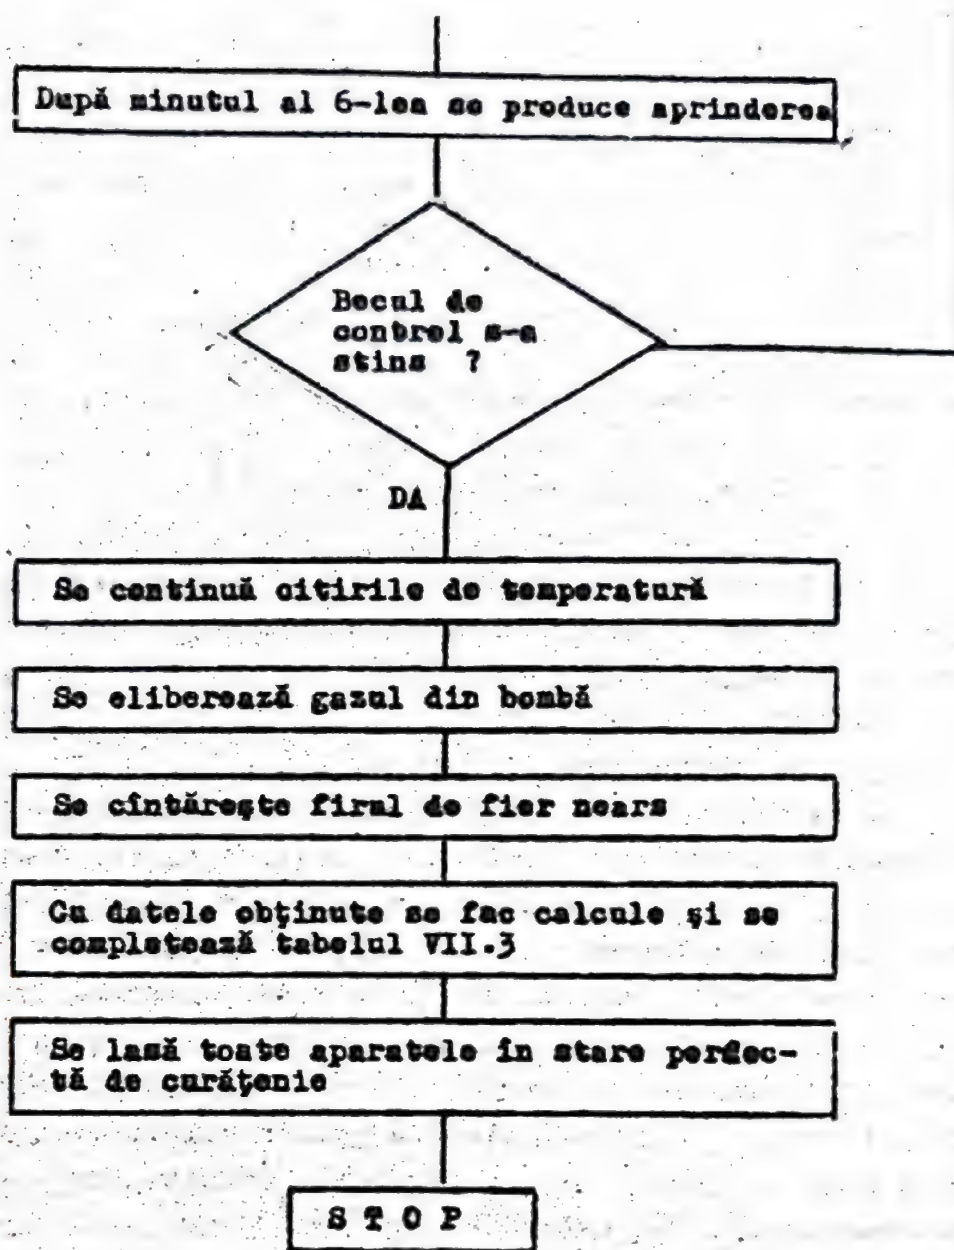 După minutul al 6-lea se produce aprinderea
Becul de
control s-a
stins ?
DA
Se continuă citirile de temperatură
Se eliberează gazul din bombă
Se cîntărește firul de fier nears
Cu datele obținute se fac calcule și se
completează tabelul VII.3
Se lasă toate aparatele în stare perfec-
tă de curățenie
S T O P